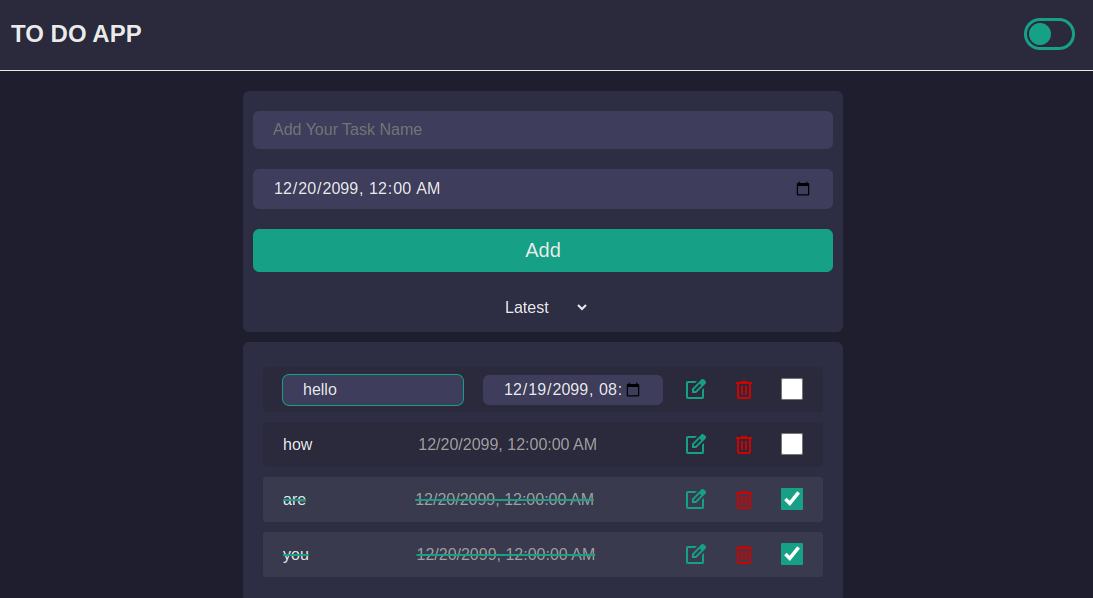 TO DO APP
Add Your Task Name
12/20/2099, 12:00 AM
Add
Latest
hello 12/19/2099, 08:
how 12/20/2099, 12:00:00 AM
are 12/20/2099, 12:00:00 AM
you 12/20/2099, 12:00:00 AM